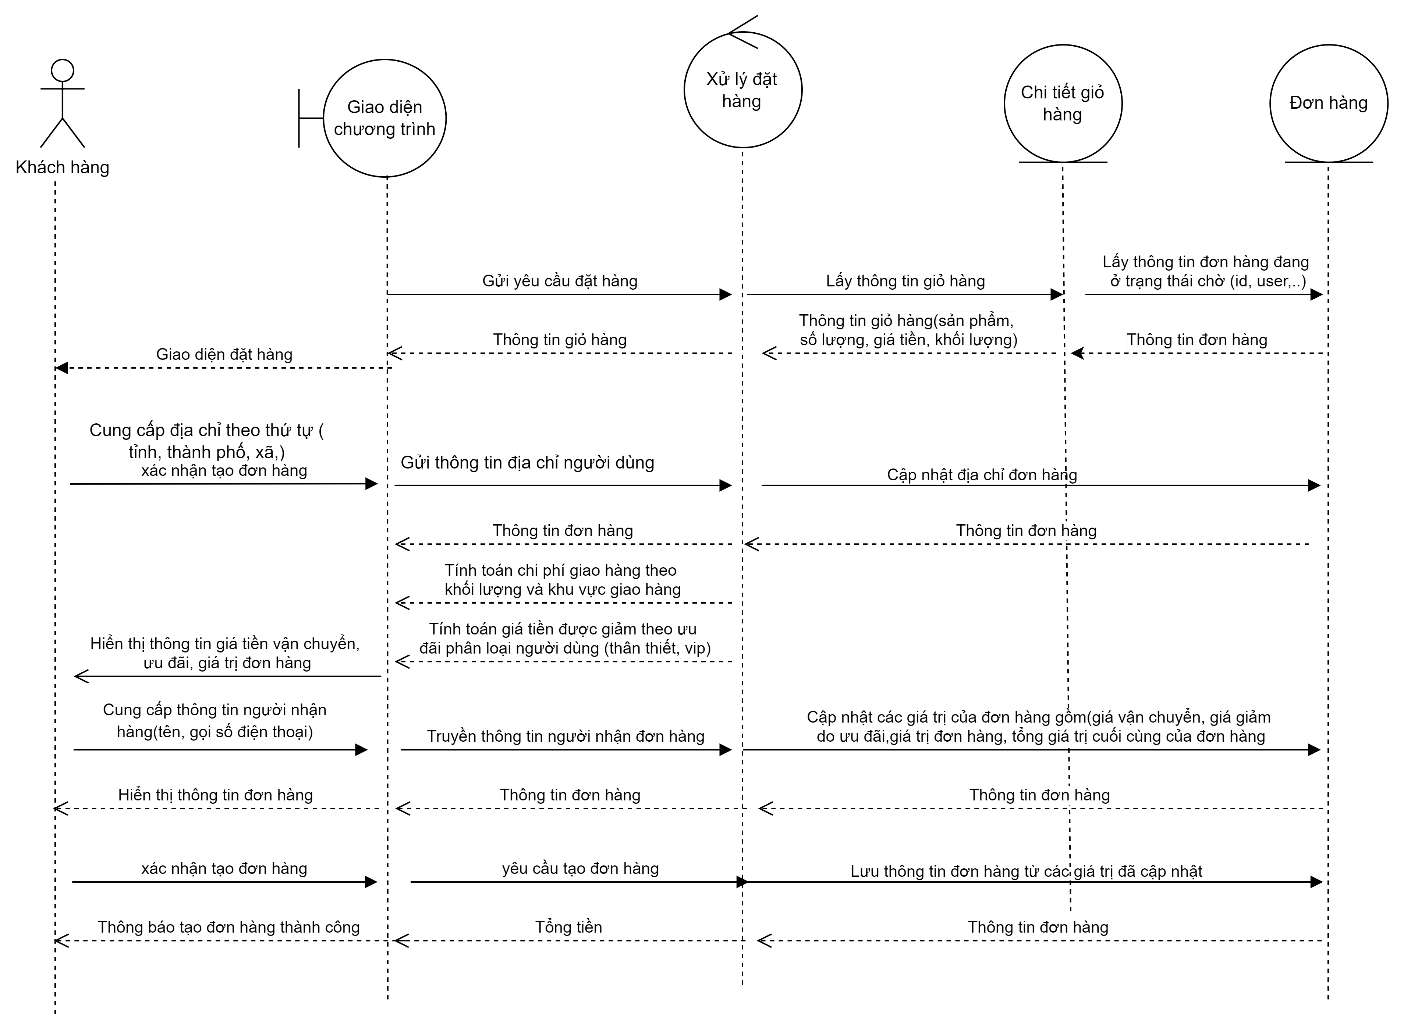 Khách hàng
Giao diện
chương trình
Xử lý đặt
hàng
Chi tiết giỏ
hàng
Đơn hàng
Gửi yêu cầu đặt hàng
Lấy thông tin giỏ hàng
Lấy thông tin đơn hàng đang
ở trạng thái chờ (id, user,..)
Giao diện đặt hàng
Thông tin giỏ hàng
Thông tin giỏ hàng(sản phẩm,
số lượng, giá tiền, khối lượng)
Thông tin đơn hàng
Cung cấp địa chỉ theo thứ tự (
tỉnh, thành phố, xã,)
xác nhận tạo đơn hàng
Gửi thông tin địa chỉ người dùng
Cập nhật địa chỉ đơn hàng
Thông tin đơn hàng
Thông tin đơn hàng
Tính toán chi phí giao hàng theo
khối lượng và khu vực giao hàng
Tính toán giá tiền được giảm theo ưu
đãi phân loại người dùng (thân thiết, vip)
Hiển thị thông tin giá tiền vận chuyển,
ưu đãi, giá trị đơn hàng
Cung cấp thông tin người nhận
hàng(tên, gọi số điện thoại)
Truyền thông tin người nhận đơn hàng
Cập nhật các giá trị của đơn hàng gồm(giá vận chuyển, giá giảm
do ưu đãi,giá trị đơn hàng, tổng giá trị cuối cùng của đơn hàng
Hiển thị thông tin đơn hàng
Thông tin đơn hàng
Thông tin đơn hàng
xác nhận tạo đơn hàng
yêu cầu tạo đơn hàng
Lưu thông tin đơn hàng từ các giá trị đã cập nhật
Thông báo tạo đơn hàng thành công
Tổng tiền
Thông tin đơn hàng